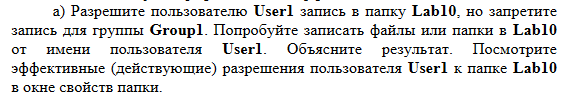 а) Разрешите пользователю User1 запись в папку Lab10, но запретите
запись для группы Group1. Попробуйте записать файлы или папки в Lab10
от имени пользователя User1. Объясните результат. Посмотрите
эффективные (действующие) разрешения пользователя User1 к папке Lab10
в окне свойств папки.